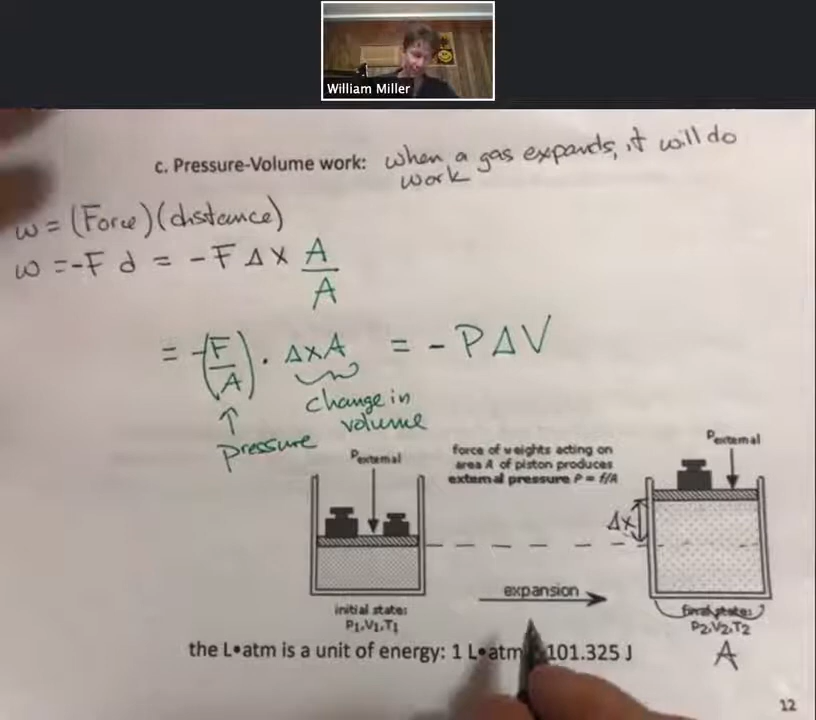 William Miller
c. Pressure-Volume work: when a gas expands, it will do
work
w = (Force)(distance)
w = -F d = -F Δx A/A
= -(F/A) · ΔxA = -PΔV
change in
volume
↑
pressure
Pexternal
force of weights acting on
area A of piston produces
external pressure P = f/A
Pexternal
Δx
expansion
initial state:
P1,V1,T1
final state:
P2,V2,T2
A
the L•atm is a unit of energy: 1 L•atm 101.325 J
12